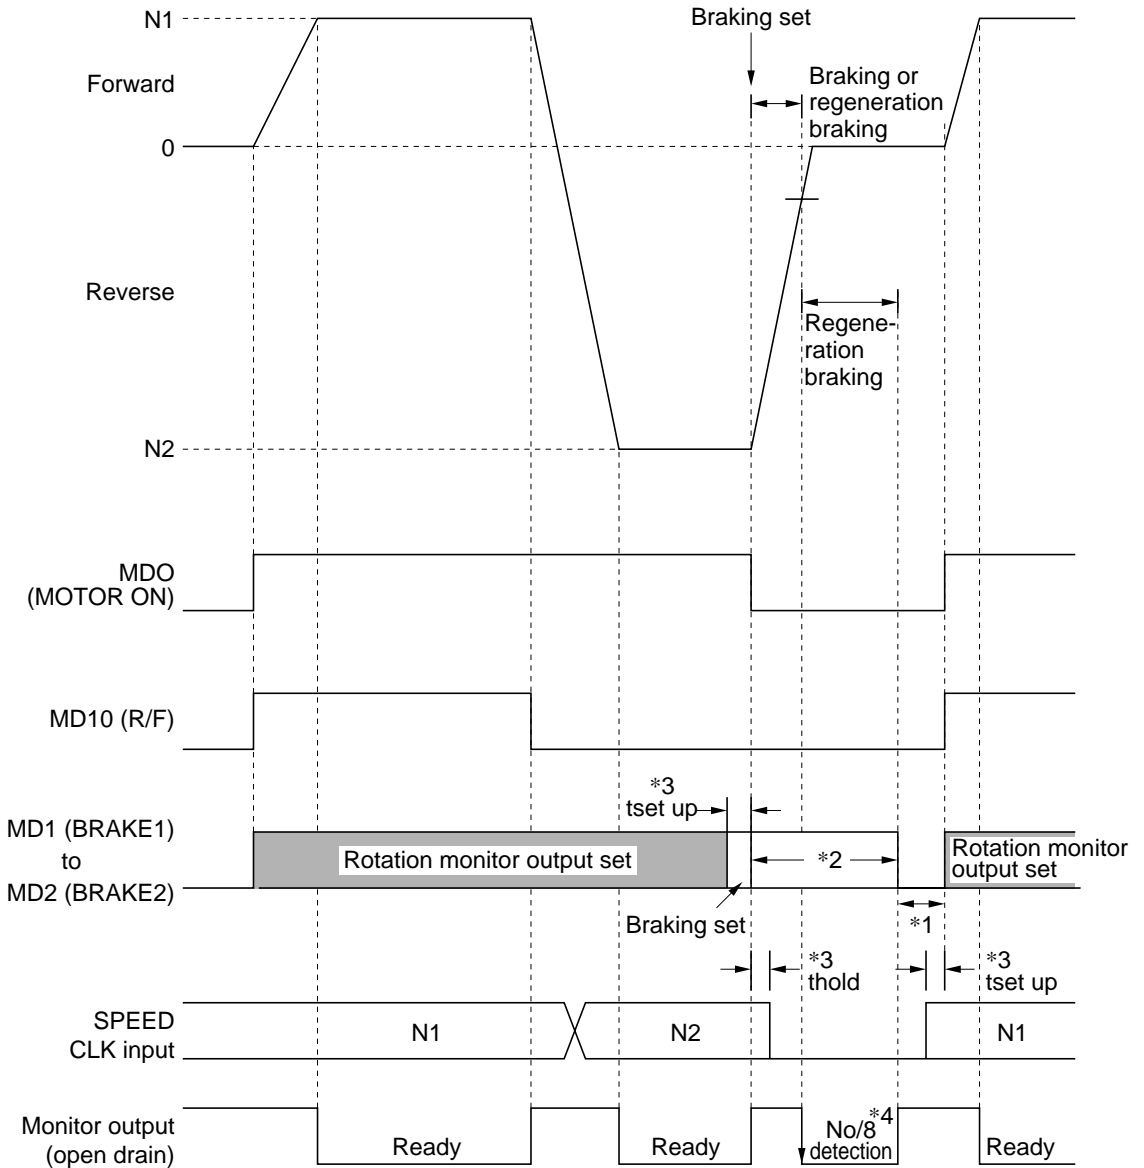 N1
Braking set
Forward
Braking or
regeneration
braking
0
Reverse
Regene-
ration
braking
N2
MDO
(MOTOR ON)
MD10 (R/F)
*3
tset up
MD1 (BRAKE1)
to
MD2 (BRAKE2)
Rotation monitor output set
*2
Rotation monitor
output set
Braking set
*1
*3
thold
*3
tset up
SPEED
CLK input
N1
N2
N1
Monitor output
(open drain)
Ready
Ready
No/8*4
detection
Ready